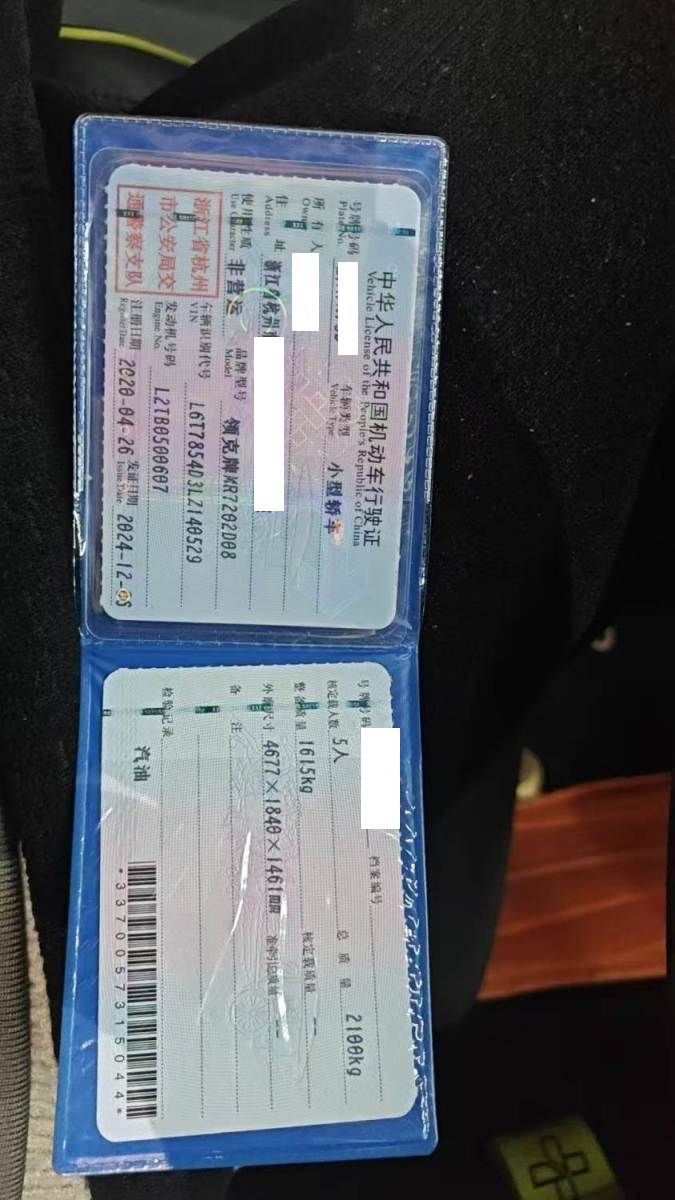 中华人民共和国机动车行驶证
Vehicle License of the People's Republic of China
号牌号码
Plate No.
车辆类型 小型轿车
Vehicle Type
所有人
Owner
住址 浙江省杭州
Address
使用性质 非营运
Use Character
品牌型号 领克牌MR7202D08
Model
浙江省杭州
市公安局交
通警察支队
车辆识别代号 L6T7854D3LZ140529
VIN
发动机号码 L2TB0500607
Engine No.
注册日期 2020-04-26
Register Date
发证日期 2024-12-05
Issue Date
号牌号码
档案编号
核定载人数 5人
总质量 2100kg
整备质量 1615kg
核定载质量 --
外廓尺寸 4677×1840×1461mm
准牵引总质量 --
备注
检验记录
汽油
*3370057315044*